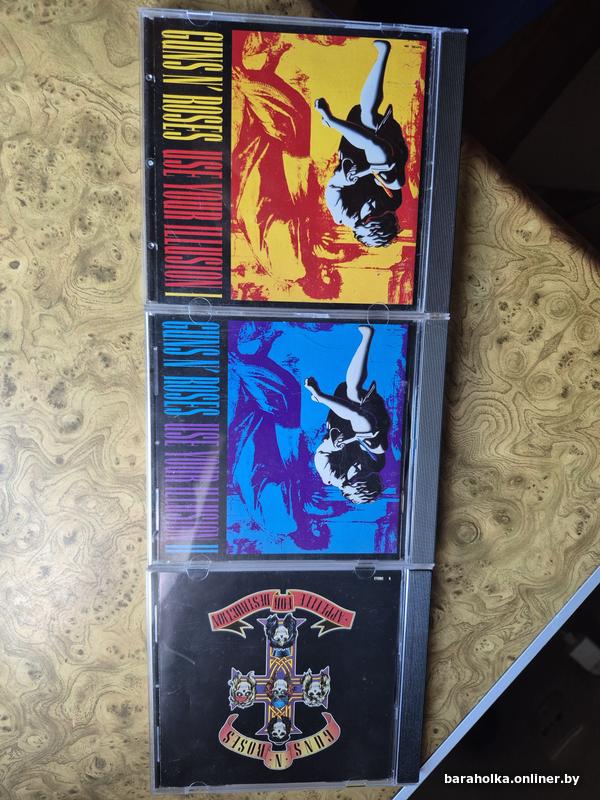 GUNS N' ROSES USE YOUR ILLUSION I
GUNS N' ROSES USE YOUR ILLUSION II
APPETITE FOR DESTRUCTION
GUNS N ROSES
baraholka.onliner.by